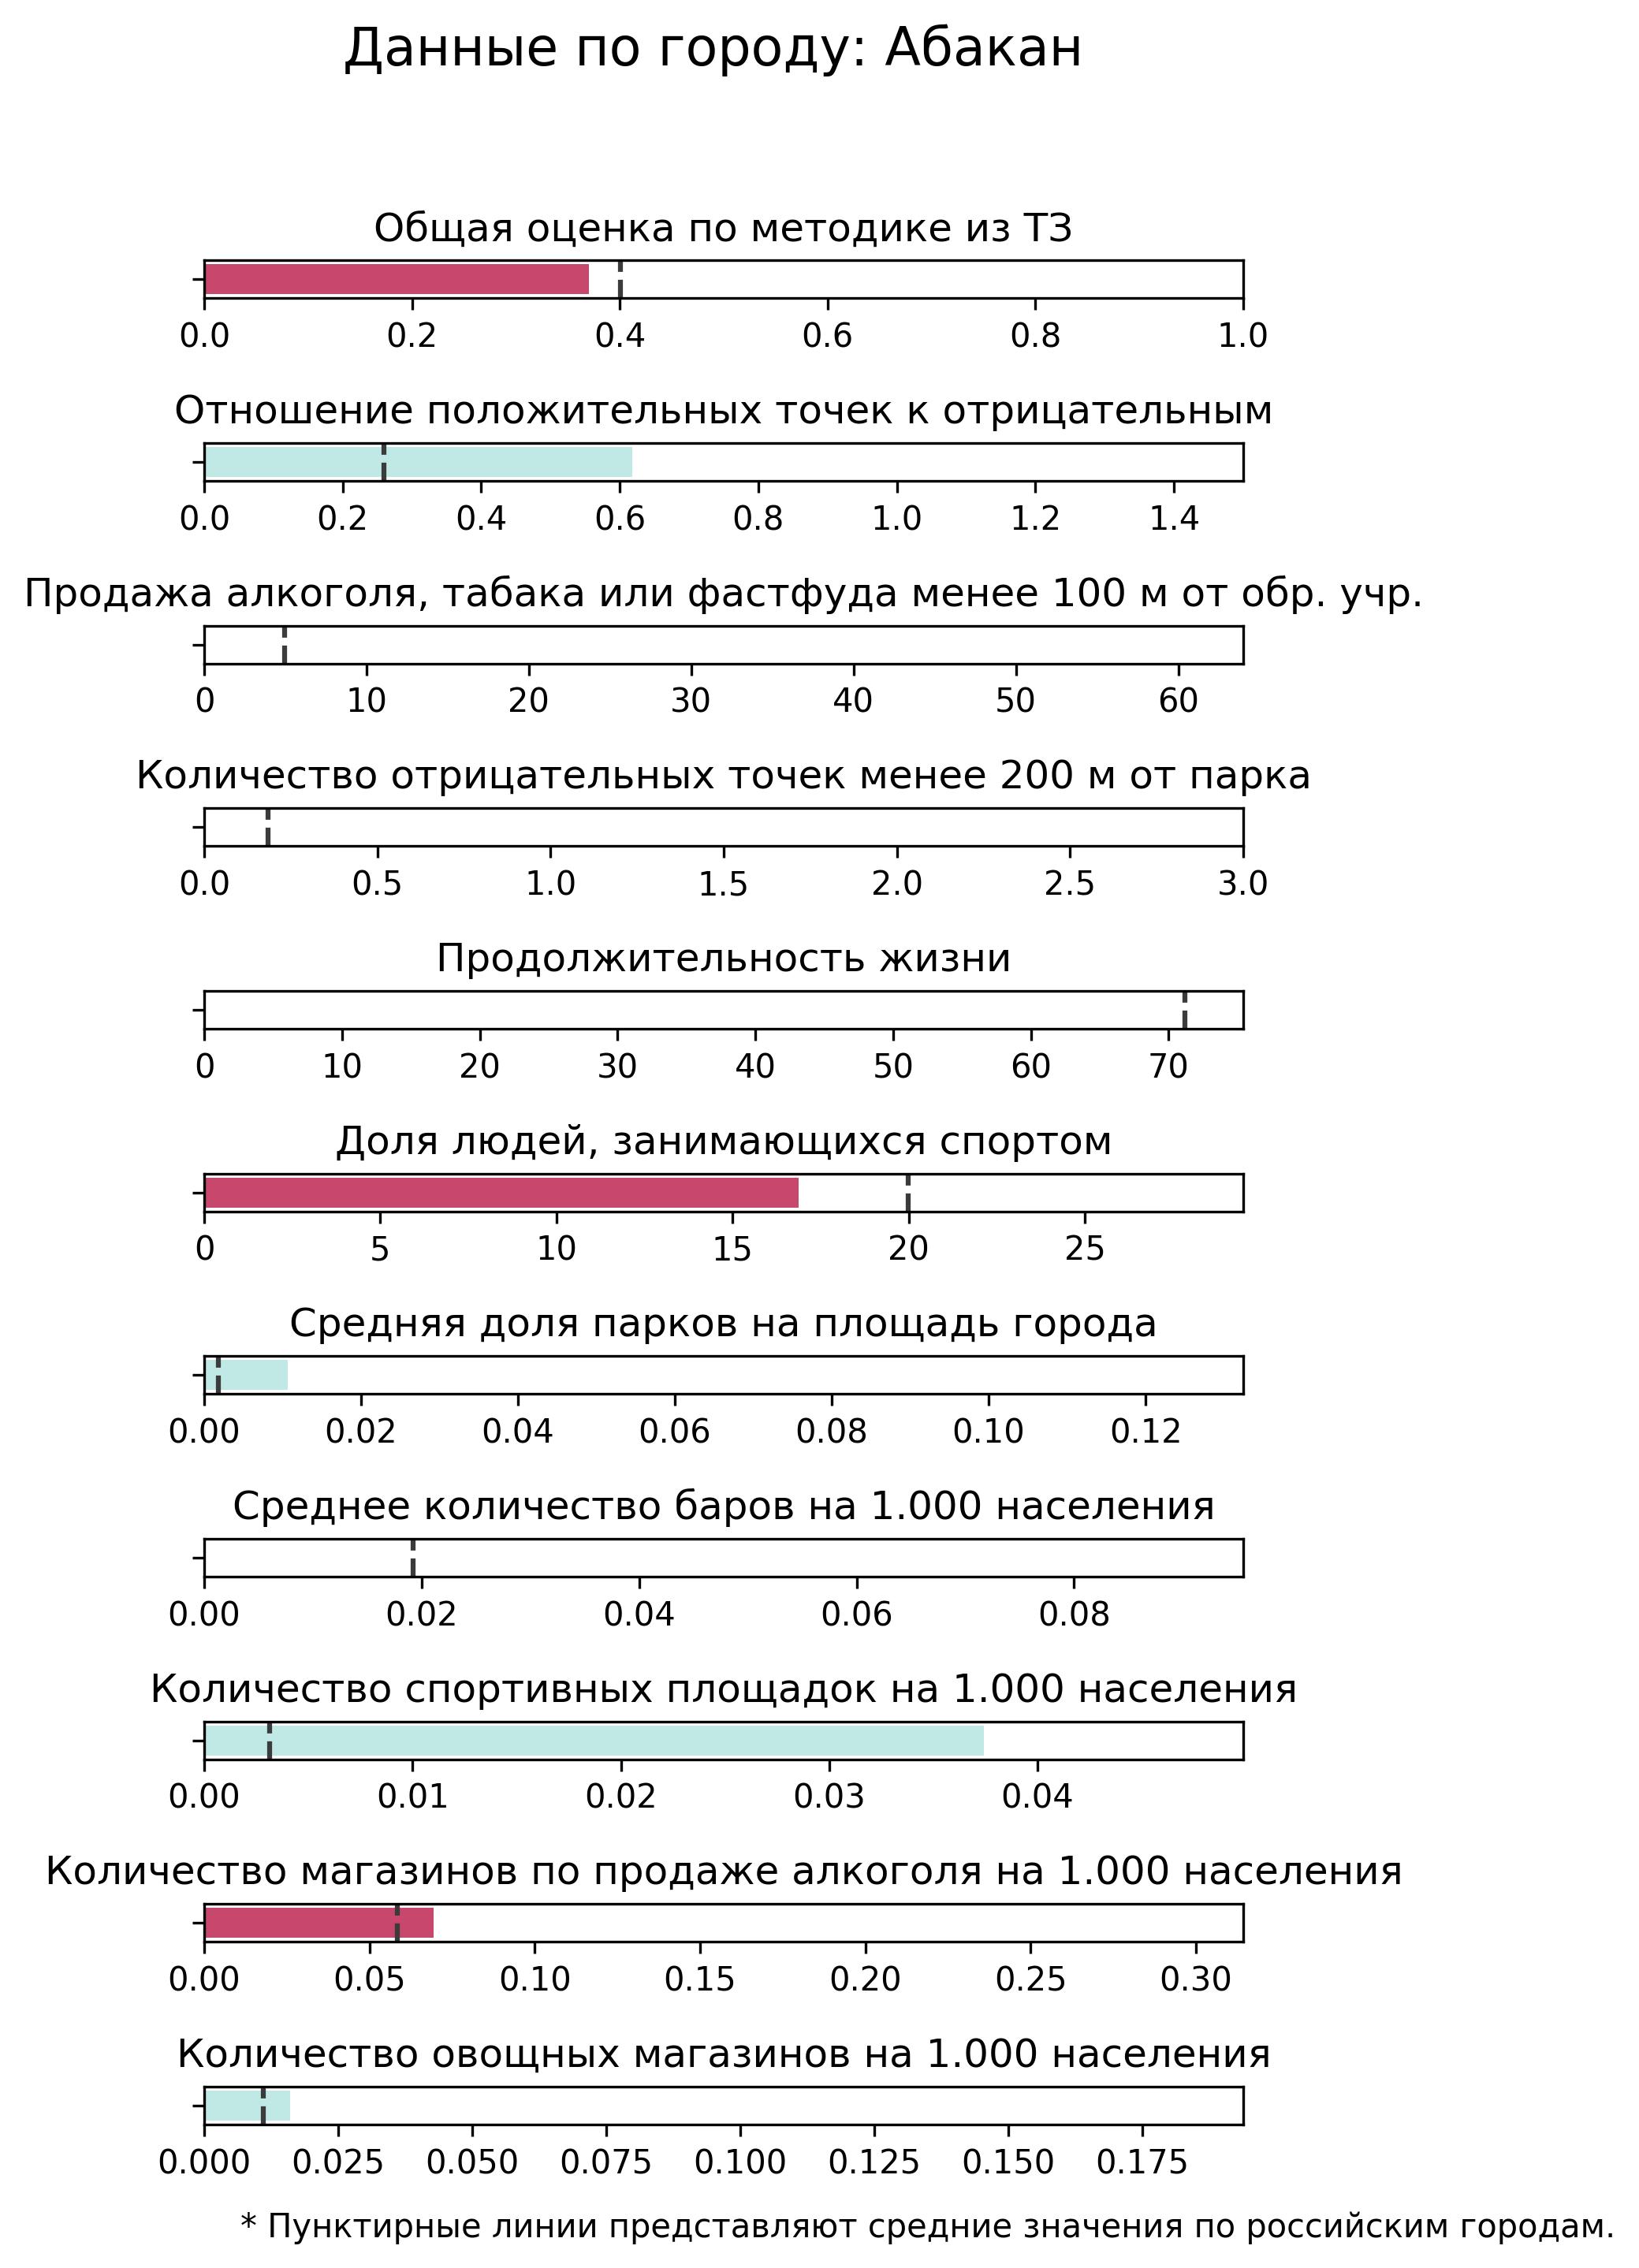 Данные по городу: Абакан
Общая оценка по методике из ТЗ
0.0 0.2 0.4 0.6 0.8 1.0
Отношение положительных точек к отрицательным
0.0 0.2 0.4 0.6 0.8 1.0 1.2 1.4
Продажа алкоголя, табака или фастфуда менее 100 м от обр. учр.
0 10 20 30 40 50 60
Количество отрицательных точек менее 200 м от парка
0.0 0.5 1.0 1.5 2.0 2.5 3.0
Продолжительность жизни
0 10 20 30 40 50 60 70
Доля людей, занимающихся спортом
0 5 10 15 20 25
Средняя доля парков на площадь города
0.00 0.02 0.04 0.06 0.08 0.10 0.12
Среднее количество баров на 1.000 населения
0.00 0.02 0.04 0.06 0.08
Количество спортивных площадок на 1.000 населения
0.00 0.01 0.02 0.03 0.04
Количество магазинов по продаже алкоголя на 1.000 населения
0.00 0.05 0.10 0.15 0.20 0.25 0.30
Количество овощных магазинов на 1.000 населения
0.000 0.025 0.050 0.075 0.100 0.125 0.150 0.175
* Пунктирные линии представляют средние значения по российским городам.